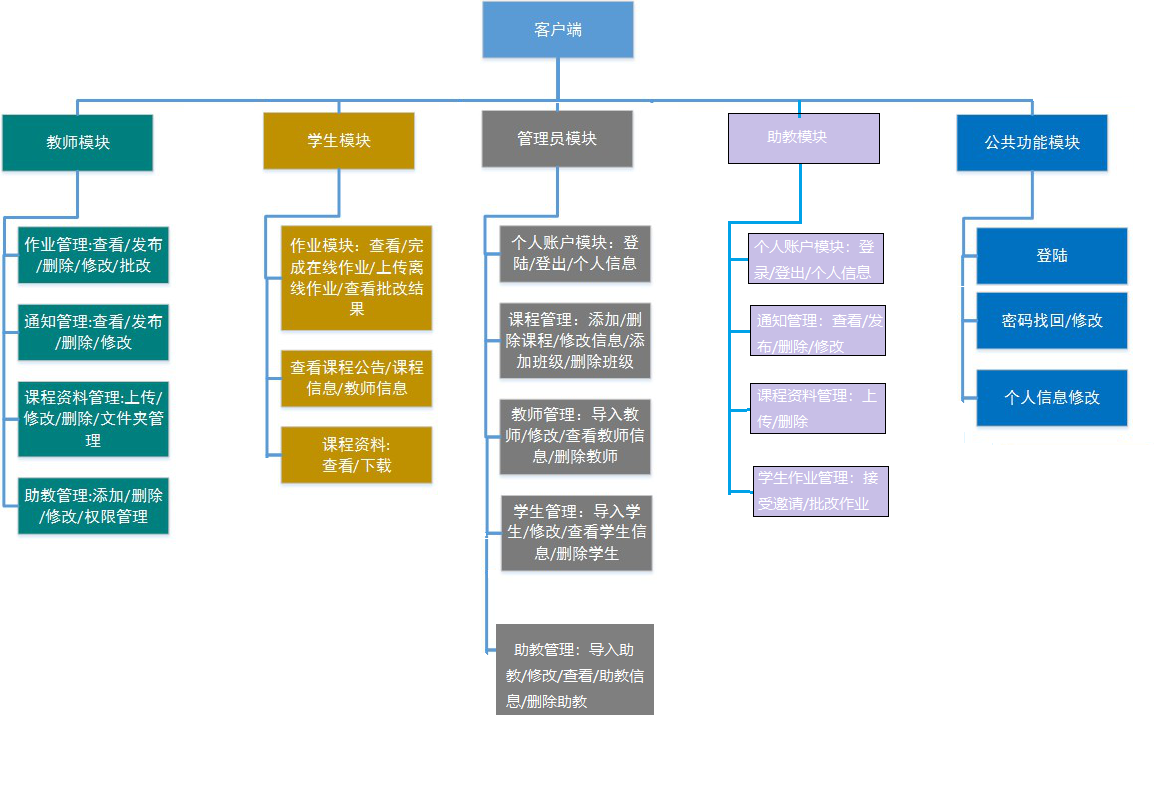 客户端
教师模块
学生模块
管理员模块
助教模块
公共功能模块
作业管理:查看/发布
/删除/修改/批改
通知管理:查看/发布
/删除/修改
课程资料管理:上传/
修改/删除/文件夹管
理
助教管理:添加/删除
/修改/权限管理
作业模块：查看/完
成在线作业/上传离
线作业/查看批改结
果
查看课程公告/课程
信息/教师信息
课程资料:
查看/下载
个人账户模块：登
陆/登出/个人信息
课程管理：添加/删
除课程/修改信息/添
加班级/删除班级
教师管理：导入教
师/修改/查看教师信
息/删除教师
学生管理：导入学
生/修改/查看学生信
息/删除学生
助教管理：导入助
教/修改/查看/助教信
息/删除助教
个人账户模块：登
录/登出/个人信息
通知管理：查看/发
布/删除/修改
课程资料管理：上
传/删除
学生作业管理：接
受邀请/批改作业
登陆
密码找回/修改
个人信息修改